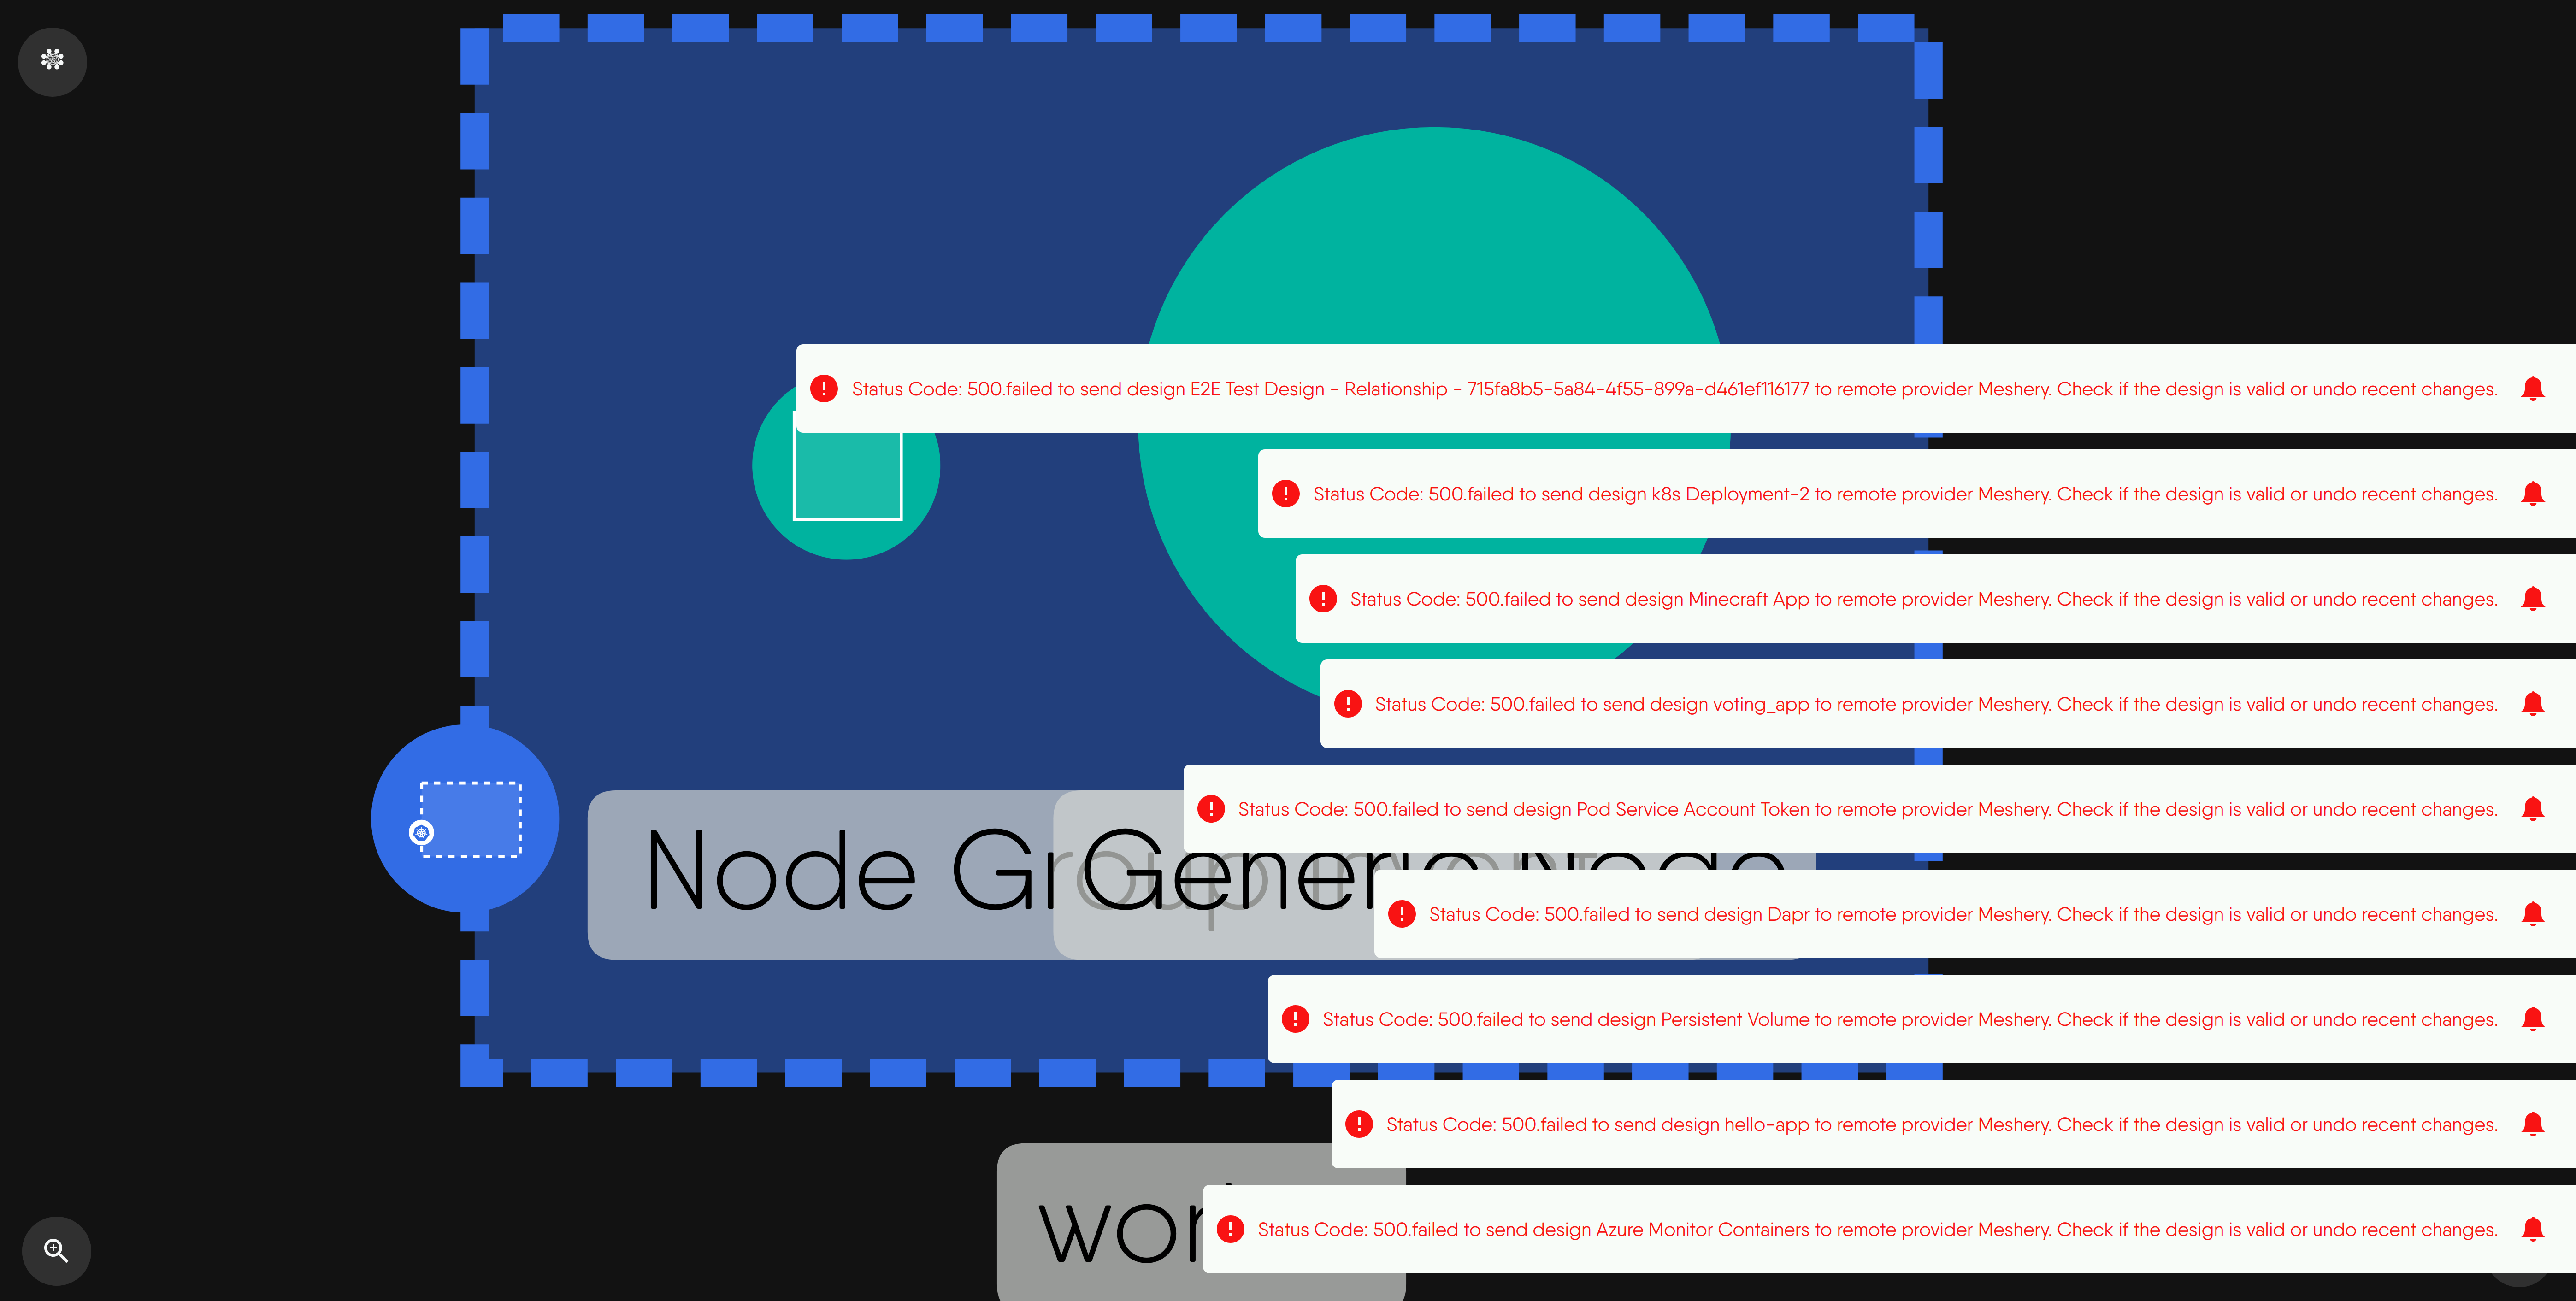 Status Code: 500.failed to send design E2E Test Design - Relationship - 715fa8b5-5a84-4f55-899a-d461ef116177 to remote provider Meshery. Check if the design is valid or undo recent changes.
Status Code: 500.failed to send design k8s Deployment-2 to remote provider Meshery. Check if the design is valid or undo recent changes.
Status Code: 500.failed to send design Minecraft App to remote provider Meshery. Check if the design is valid or undo recent changes.
Status Code: 500.failed to send design voting_app to remote provider Meshery. Check if the design is valid or undo recent changes.
Status Code: 500.failed to send design Pod Service Account Token to remote provider Meshery. Check if the design is valid or undo recent changes.
Node Group Generic Node
Status Code: 500.failed to send design Dapr to remote provider Meshery. Check if the design is valid or undo recent changes.
Status Code: 500.failed to send design Persistent Volume to remote provider Meshery. Check if the design is valid or undo recent changes.
Status Code: 500.failed to send design hello-app to remote provider Meshery. Check if the design is valid or undo recent changes.
Status Code: 500.failed to send design Azure Monitor Containers to remote provider Meshery. Check if the design is valid or undo recent changes.